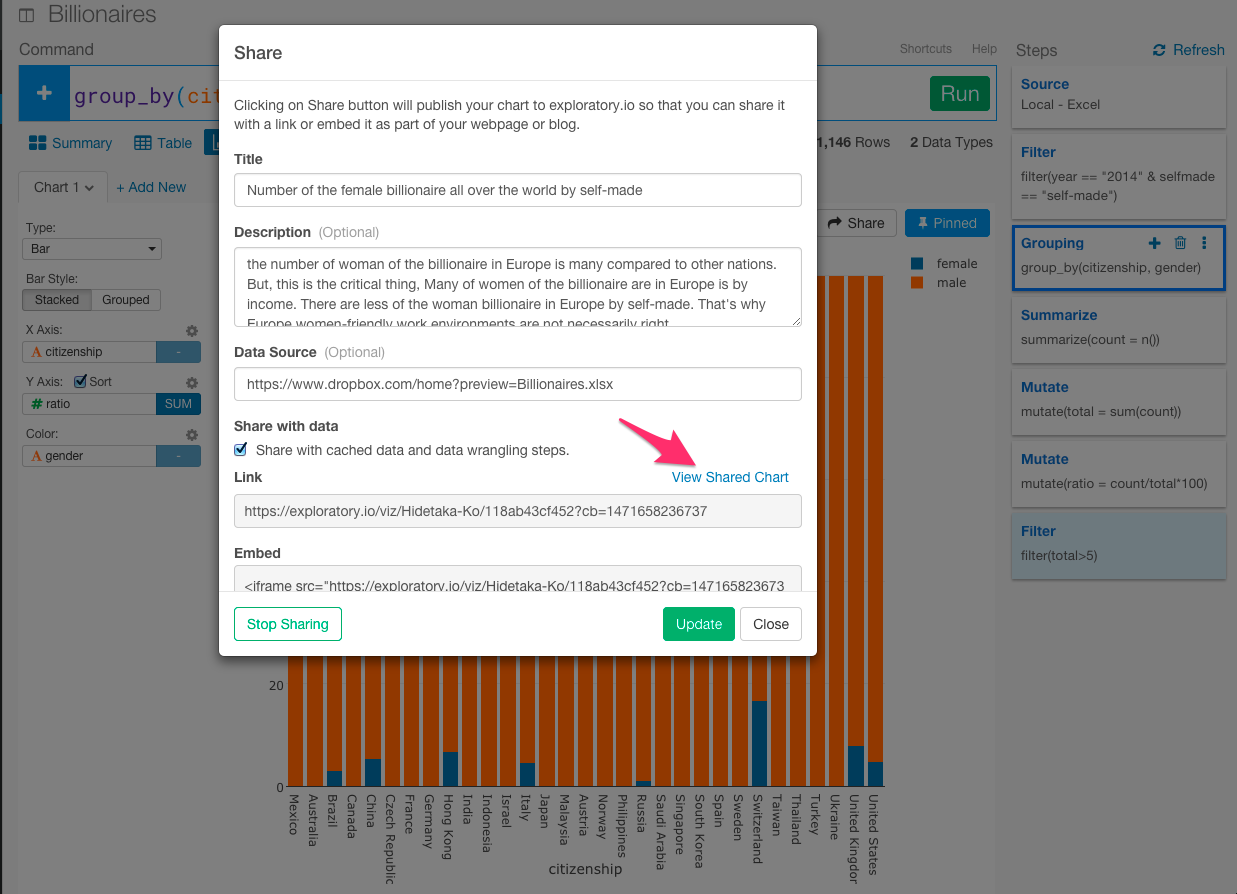 Billionaires
Command
Shortcuts Help
group_by(cit
Run
Summary Table
1,146 Rows 2 Data Types
Chart 1 + Add New
Type:
Bar
Bar Style:
Stacked Grouped
X Axis:
citizenship -
Y Axis: Sort
ratio SUM
Color:
gender -
Share
Clicking on Share button will publish your chart to exploratory.io so that you can share it
with a link or embed it as part of your webpage or blog.
Title
Number of the female billionaire all over the world by self-made
Description (Optional)
the number of woman of the billionaire in Europe is many compared to other nations.
But, this is the critical thing, Many of women of the billionaire are in Europe is by
income. There are less of the woman billionaire in Europe by self-made. That's why
Europe women-friendly work environments are not necessarily right
Data Source (Optional)
https://www.dropbox.com/home?preview=Billionaires.xlsx
Share with data
Share with cached data and data wrangling steps.
Link View Shared Chart
https://exploratory.io/viz/Hidetaka-Ko/118ab43cf452?cb=1471658236737
Embed
<iframe src="https://exploratory.io/viz/Hidetaka-Ko/118ab43cf452?cb=147165823673
Stop Sharing Update Close
Share Pinned
female
male
20
0
Mexico
Australia
Brazil
Canada
China
Czech Republic
France
Germany
Hong Kong
India
Indonesia
Israel
Italy
Japan
Malaysia
Austria
Norway
Philippines
Russia
Saudi Arabia
Singapore
South Korea
Spain
Sweden
Switzerland
Taiwan
Thailand
Turkey
Ukraine
United Kingdor
United States
citizenship
Steps Refresh
Source
Local - Excel
Filter
filter(year == "2014" & selfmade
== "self-made")
Grouping
group_by(citizenship, gender)
Summarize
summarize(count = n())
Mutate
mutate(total = sum(count))
Mutate
mutate(ratio = count/total*100)
Filter
filter(total>5)